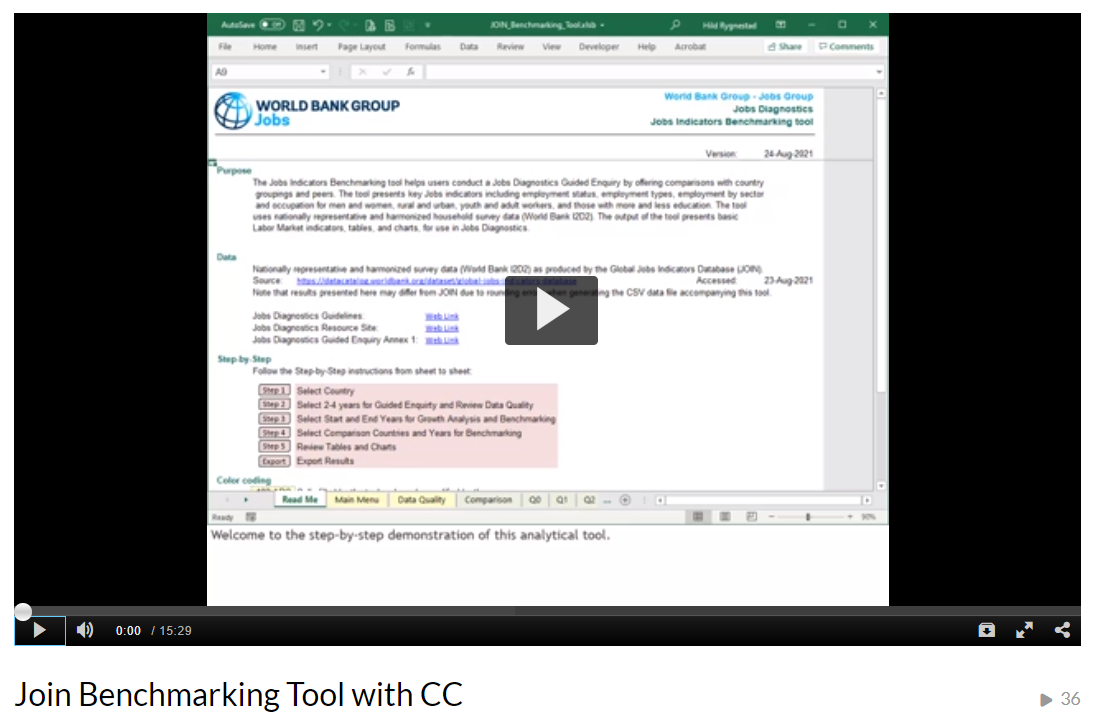 AutoSave Off JOIN_Benchmarking_Tool.xlsb Hild Rygnestad
File Home Insert Page Layout Formulas Data Review View Developer Help Acrobat Share Comments
A9 fx
WORLD BANK GROUP
Jobs
World Bank Group - Jobs Group
Jobs Diagnostics
Jobs Indicators Benchmarking tool
Version: 24-Aug-2021
Purpose
The Jobs Indicators Benchmarking tool helps users conduct a Jobs Diagnostics Guided Enquiry by offering comparisons with country
groupings and peers. The tool presents key Jobs indicators including employment status, employment types, employment by sector
and occupation for men and women, rural and urban, youth and adult workers, and those with more and less education. The tool
uses nationally representative and harmonized household survey data (World Bank I2D2). The output of the tool presents basic
Labor Market indicators, tables, and charts, for use in Jobs Diagnostics.
Data
Nationally representative and harmonized survey data (World Bank I2D2) as produced by the Global Jobs Indicators Database (JOIN).
Source: https://datacatalog.worldbank.org/dataset/global-jobs-indicators-database Accessed: 23-Aug-2021
Note that results presented here may differ from JOIN due to rounding when generating the CSV data file accompanying this tool.
Jobs Diagnostics Guidelines: Web Link
Jobs Diagnostics Resource Site: Web Link
Jobs Diagnostics Guided Enquiry Annex 1: Web Link
Step-by-Step
Follow the Step-by-Step instructions from sheet to sheet:
Step 1 Select Country
Step 2 Select 2-4 years for Guided Enquirty and Review Data Quality
Step 3 Select Start and End Years for Growth Analysis and Benchmarking
Step 4 Select Comparison Countries and Years for Benchmarking
Step 5 Review Tables and Charts
Export Export Results
Color coding
Read Me Main Menu Data Quality Comparison Q0 Q1 Q2 ...
Ready 90%
Welcome to the step-by-step demonstration of this analytical tool.
0:00 / 15:29
Join Benchmarking Tool with CC
36